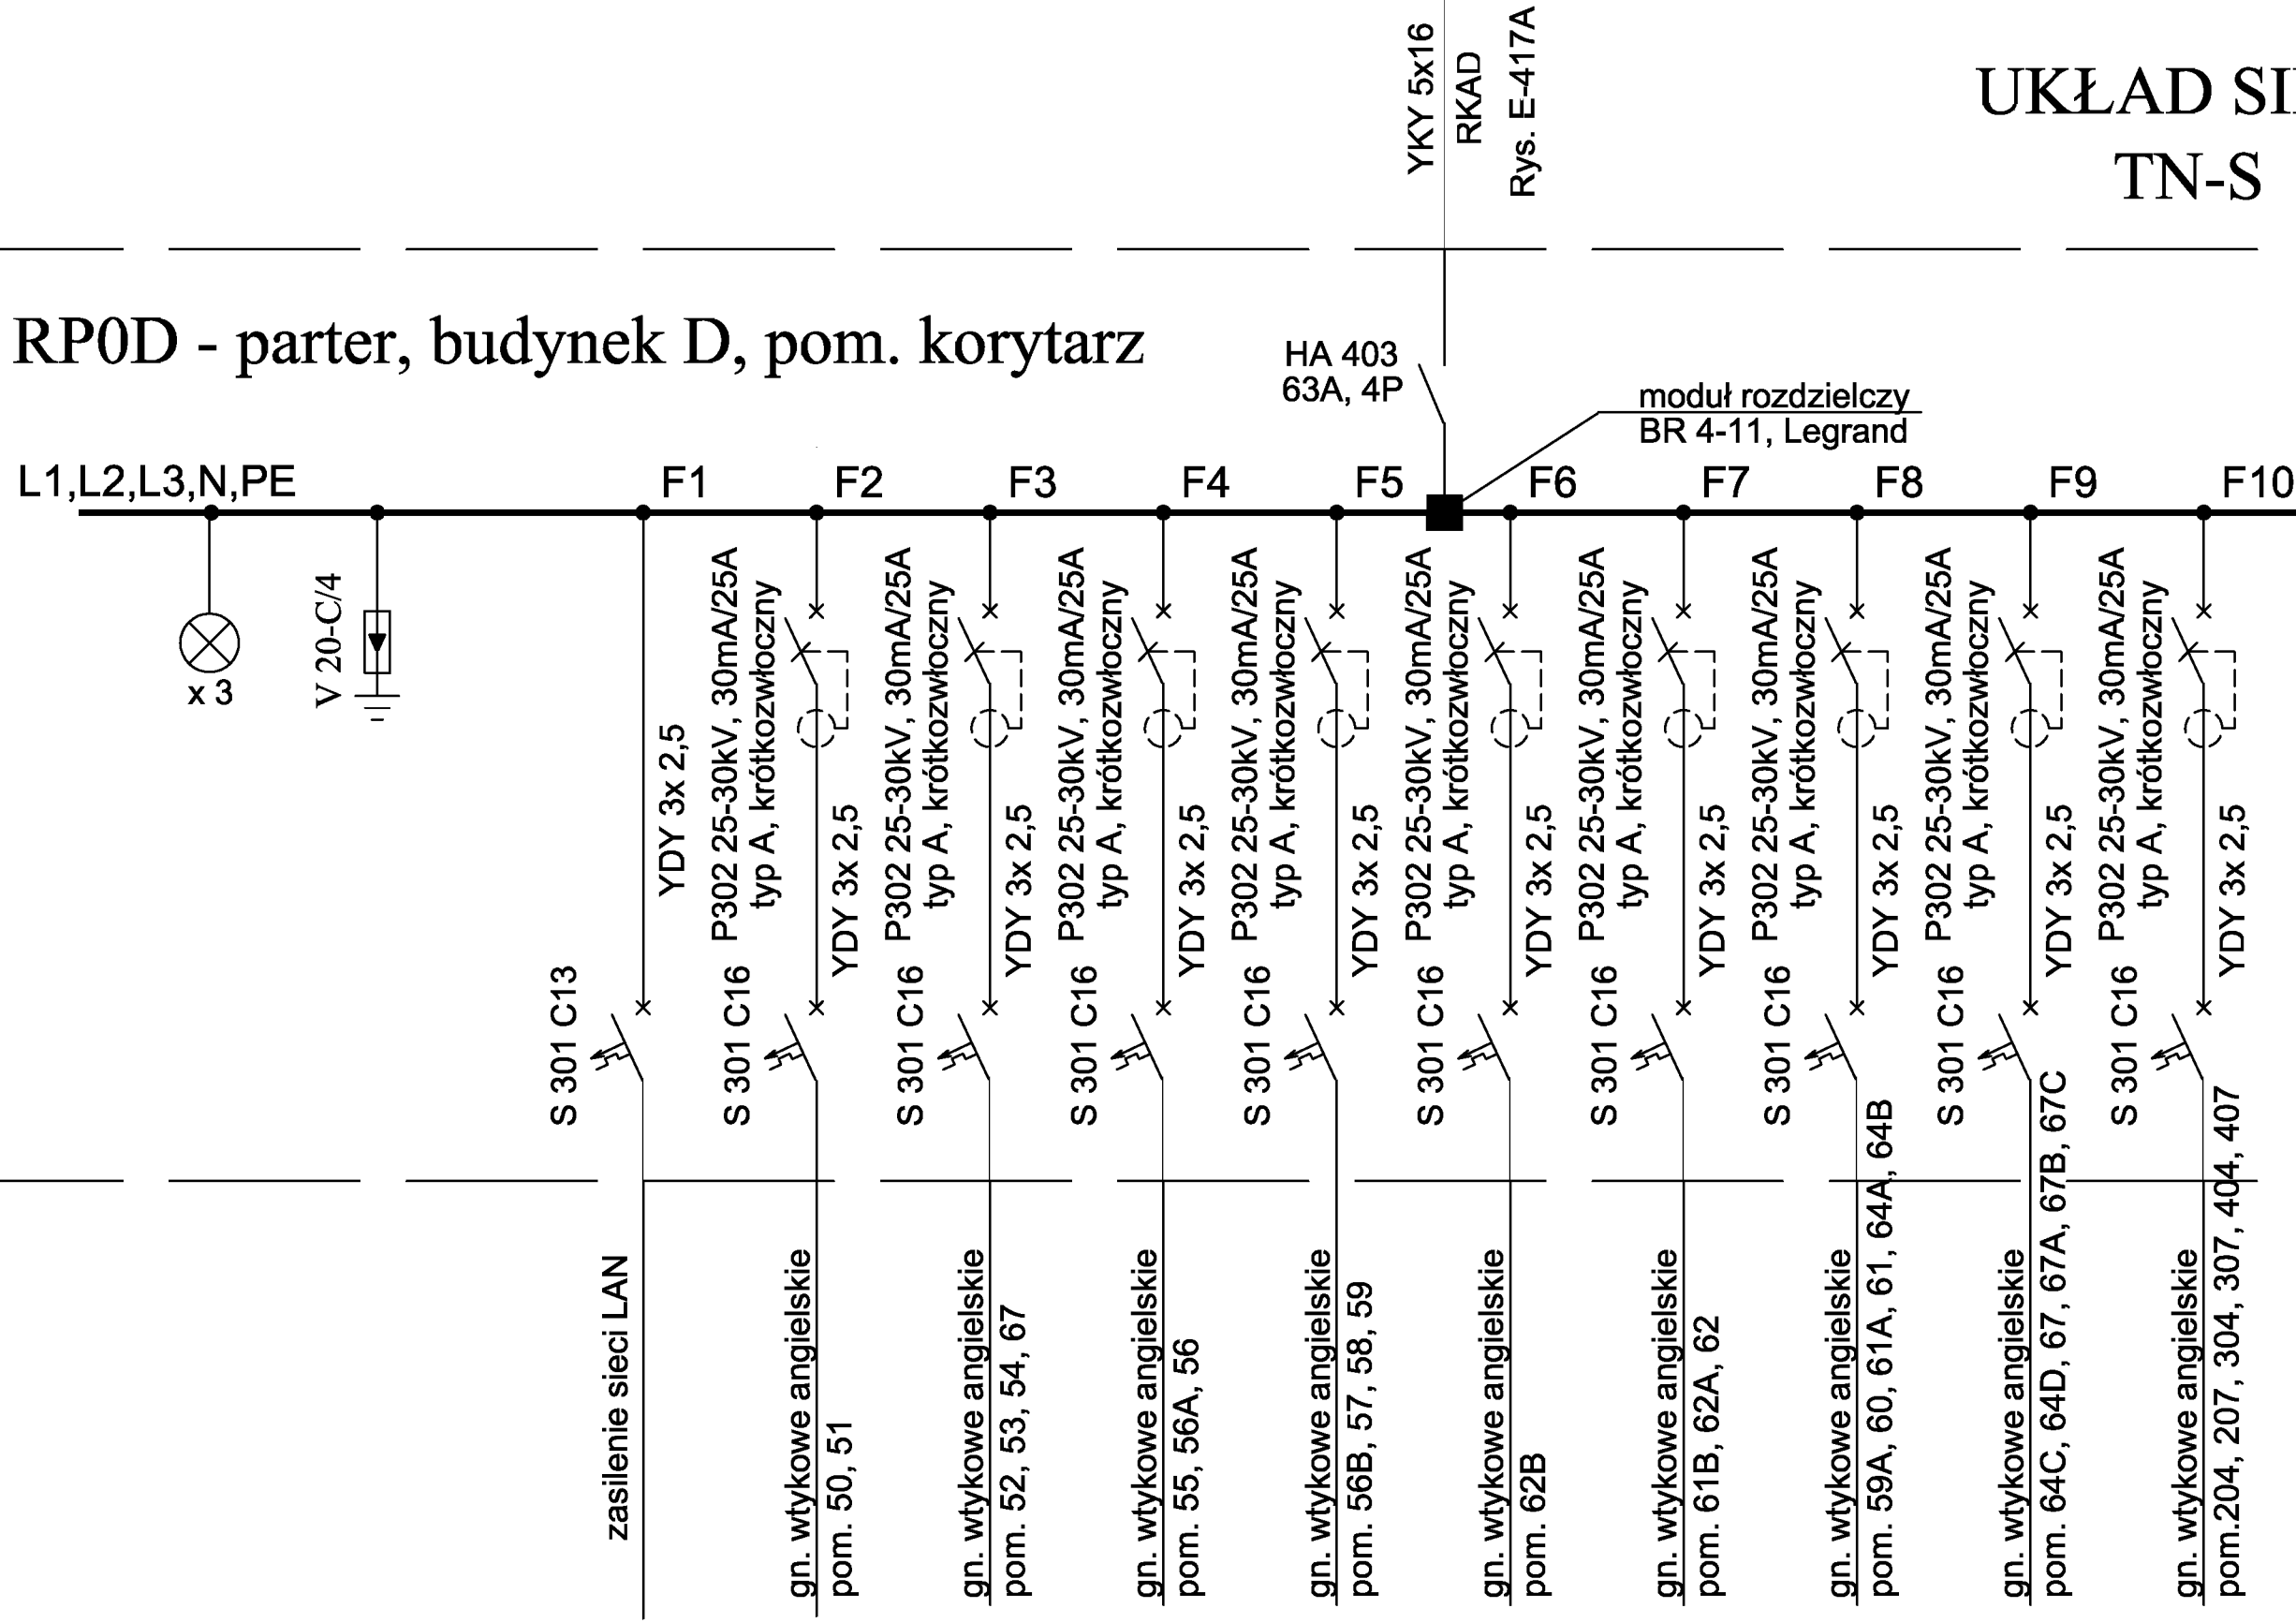 YKY 5x16
RKAD
Rys. E-417A
UKŁAD SI
TN-S
RP0D - parter, budynek D, pom. korytarz
HA 403
63A, 4P
moduł rozdzielczy
BR 4-11, Legrand
L1,L2,L3,N,PE
F1
F2
F3
F4
F5
F6
F7
F8
F9
F10
x 3
V 20-C/4
YDY 3x 2,5
S 301 C13
zasilenie sieci LAN
P302 25-30kV, 30mA/25A
typ A, krótkozwłoczny
YDY 3x 2,5
S 301 C16
gn. wtykowe angielskie
pom. 50, 51
P302 25-30kV, 30mA/25A
typ A, krótkozwłoczny
YDY 3x 2,5
S 301 C16
gn. wtykowe angielskie
pom. 52, 53, 54, 67
P302 25-30kV, 30mA/25A
typ A, krótkozwłoczny
YDY 3x 2,5
S 301 C16
gn. wtykowe angielskie
pom. 55, 56A, 56
P302 25-30kV, 30mA/25A
typ A, krótkozwłoczny
YDY 3x 2,5
S 301 C16
gn. wtykowe angielskie
pom. 56B, 57, 58, 59
P302 25-30kV, 30mA/25A
typ A, krótkozwłoczny
YDY 3x 2,5
S 301 C16
gn. wtykowe angielskie
pom. 62B
P302 25-30kV, 30mA/25A
typ A, krótkozwłoczny
YDY 3x 2,5
S 301 C16
gn. wtykowe angielskie
pom. 61B, 62A, 62
P302 25-30kV, 30mA/25A
typ A, krótkozwłoczny
YDY 3x 2,5
S 301 C16
gn. wtykowe angielskie
pom. 59A, 60, 61A, 61, 64A, 64B
P302 25-30kV, 30mA/25A
typ A, krótkozwłoczny
YDY 3x 2,5
S 301 C16
gn. wtykowe angielskie
pom. 64C, 64D, 67, 67A, 67B, 67C
P302 25-30kV, 30mA/25A
typ A, krótkozwłoczny
YDY 3x 2,5
S 301 C16
gn. wtykowe angielskie
pom.204, 207, 304, 307, 404, 407